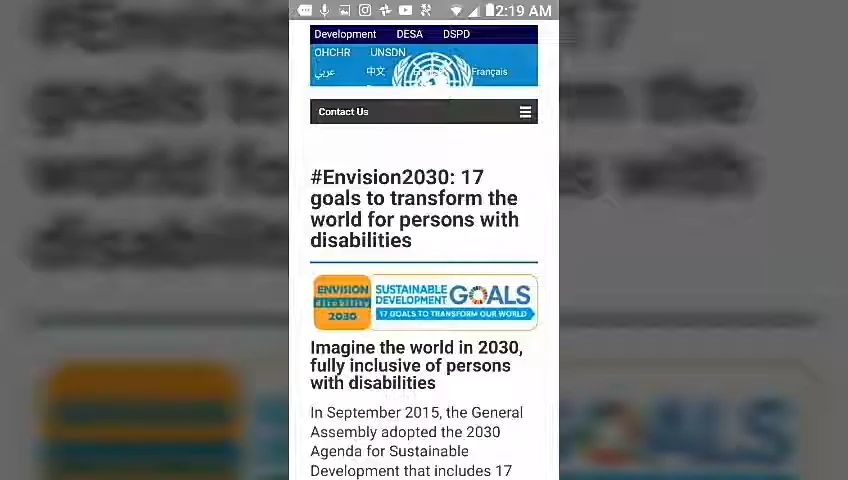 2:19 AM
Development DESA DSPD
OHCHR UNSDN
عربي 中文 Français
Contact Us
#Envision2030: 17
goals to transform the
world for persons with
disabilities
ENVISION
disability
2030
SUSTAINABLE
DEVELOPMENT
GOALS
17 GOALS TO TRANSFORM OUR WORLD
Imagine the world in 2030,
fully inclusive of persons
with disabilities
In September 2015, the General
Assembly adopted the 2030
Agenda for Sustainable
Development that includes 17